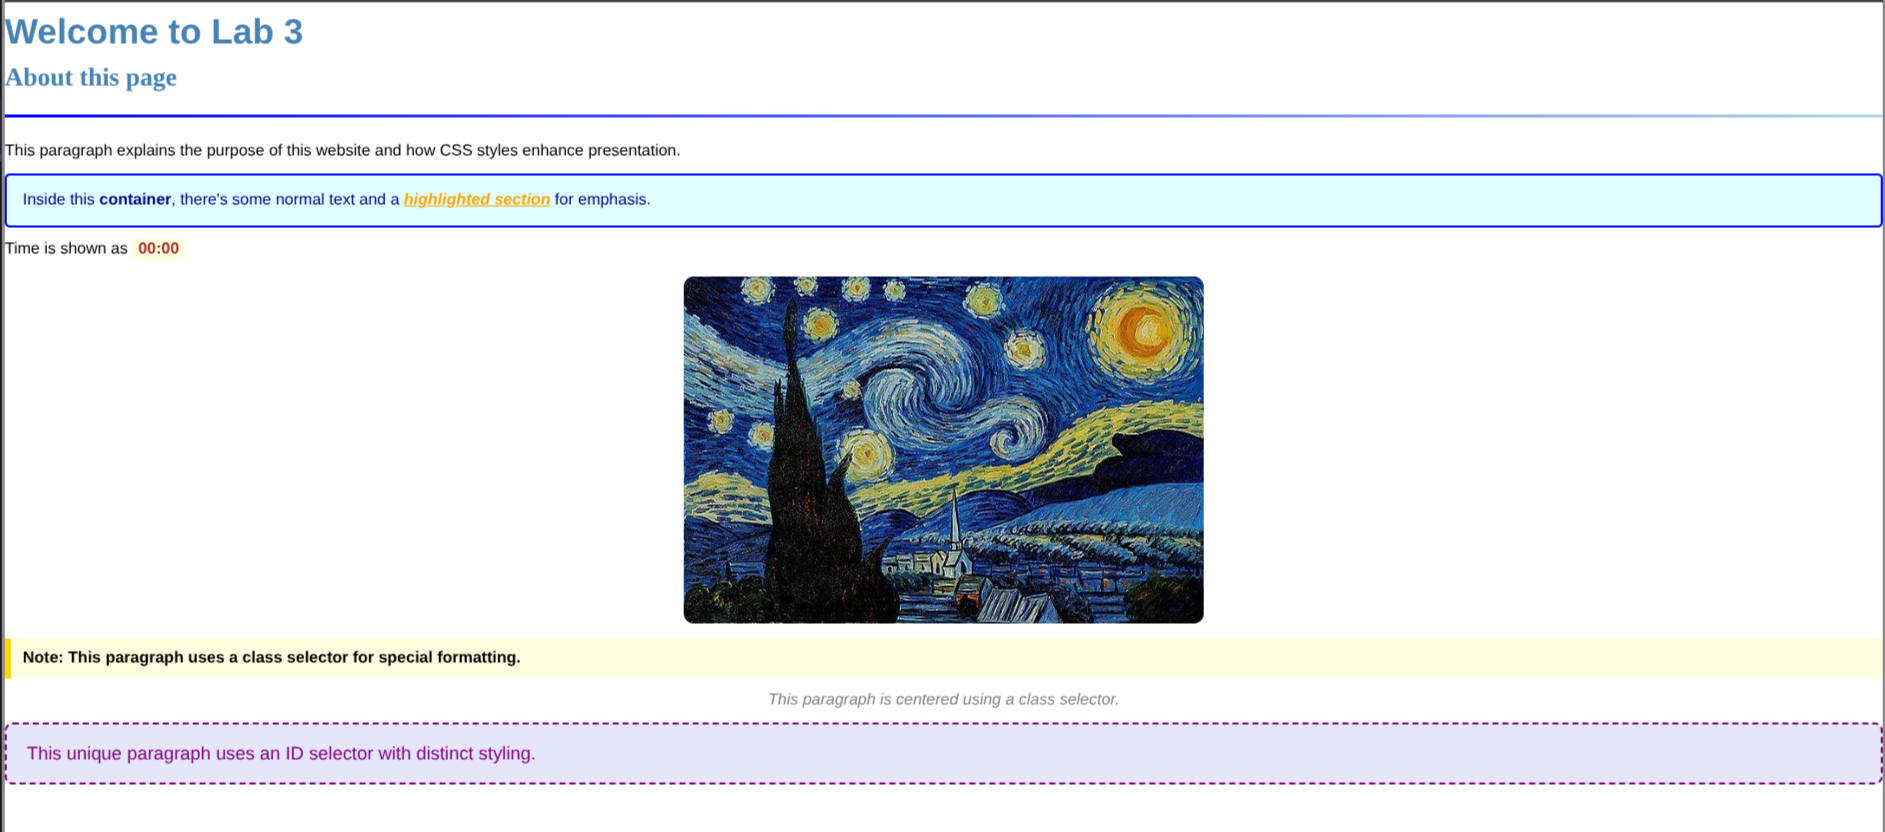 Welcome to Lab 3
About this page
This paragraph explains the purpose of this website and how CSS styles enhance presentation.
Inside this container, there's some normal text and a highlighted section for emphasis.
Time is shown as 00:00
Note: This paragraph uses a class selector for special formatting.
This paragraph is centered using a class selector.
This unique paragraph uses an ID selector with distinct styling.